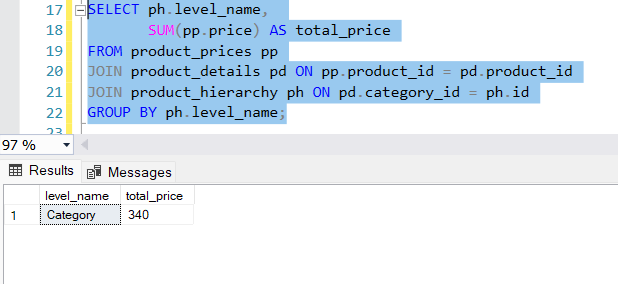 17 SELECT ph.level_name,
18 SUM(pp.price) AS total_price
19 FROM product_prices pp
20 JOIN product_details pd ON pp.product_id = pd.product_id
21 JOIN product_hierarchy ph ON pd.category_id = ph.id
22 GROUP BY ph.level_name;
23
97 %
Results Messages
level_name total_price
1 Category 340